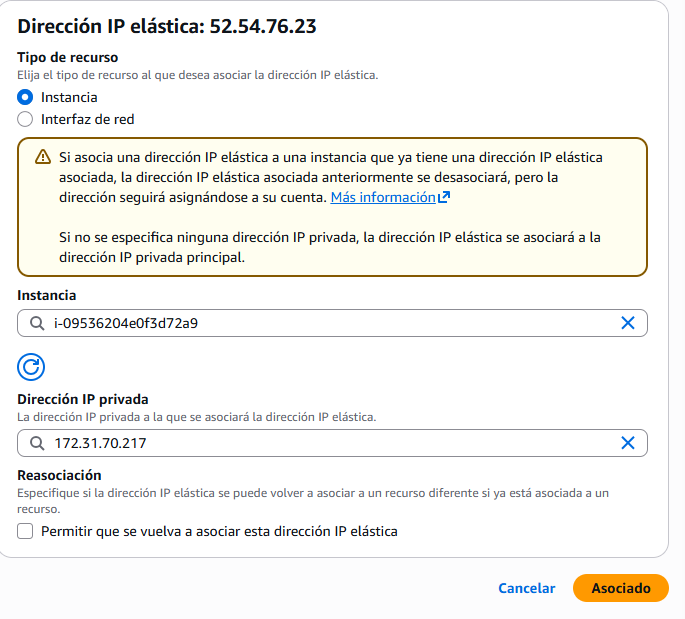 Dirección IP elástica: 52.54.76.23
Tipo de recurso
Elija el tipo de recurso al que desea asociar la dirección IP elástica.
Instancia
Interfaz de red
Si asocia una dirección IP elástica a una instancia que ya tiene una dirección IP elástica
asociada, la dirección IP elástica asociada anteriormente se desasociará, pero la
dirección seguirá asignándose a su cuenta. Más información
Si no se especifica ninguna dirección IP privada, la dirección IP elástica se asociará a la
dirección IP privada principal.
Instancia
i-09536204e0f3d72a9
Dirección IP privada
La dirección IP privada a la que se asociará la dirección IP elástica.
172.31.70.217
Reasociación
Especifique si la dirección IP elástica se puede volver a asociar a un recurso diferente si ya está asociada a un
recurso.
Permitir que se vuelva a asociar esta dirección IP elástica
Cancelar
Asociado